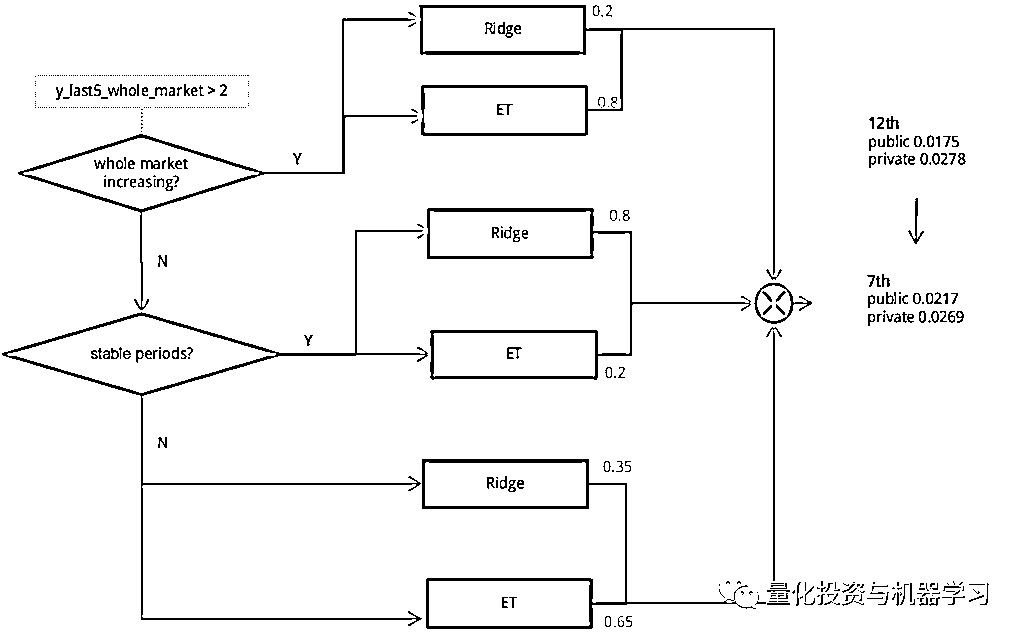 Ridge
0.2
y_last5_whole_market > 2
ET
0.8
whole market
increasing?
Y
12th
public 0.0175
private 0.0278
N
Ridge
0.8
7th
public 0.0217
private 0.0269
stable periods?
Y
ET
0.2
N
Ridge
0.35
ET
0.65
量化投资与机器学习